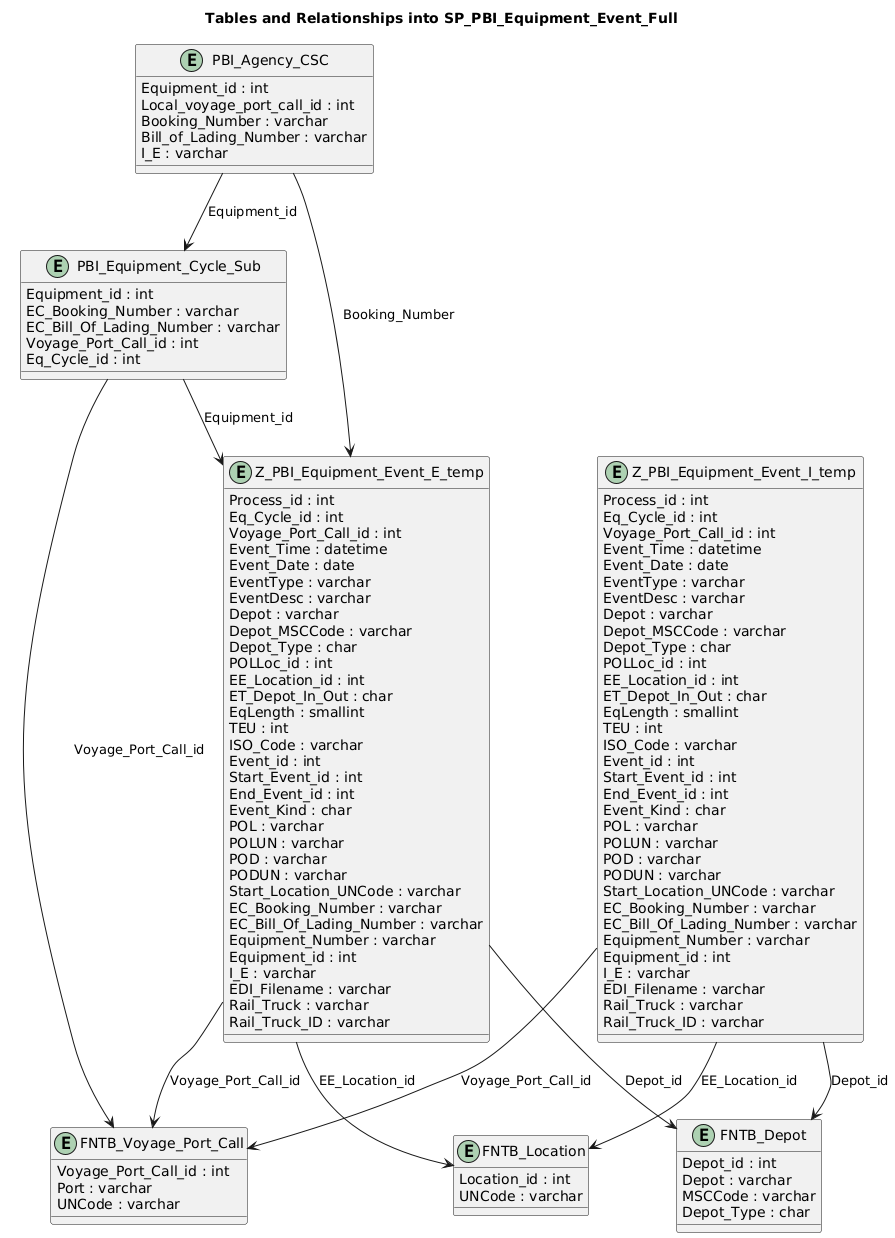 Tables and Relationships into SP_PBI_Equipment_Event_Full
E PBI_Agency_CSC
Equipment_id : int
Local_voyage_port_call_id : int
Booking_Number : varchar
Bill_of_Lading_Number : varchar
I_E : varchar
Equipment_id
E PBI_Equipment_Cycle_Sub
Equipment_id : int
EC_Booking_Number : varchar
EC_Bill_Of_Lading_Number : varchar
Voyage_Port_Call_id : int
Eq_Cycle_id : int
Booking_Number
Equipment_id
E Z_PBI_Equipment_Event_E_temp
Process_id : int
Eq_Cycle_id : int
Voyage_Port_Call_id : int
Event_Time : datetime
Event_Date : date
EventType : varchar
EventDesc : varchar
Depot : varchar
Depot_MSCCode : varchar
Depot_Type : char
POLLoc_id : int
EE_Location_id : int
ET_Depot_In_Out : char
EqLength : smallint
TEU : int
ISO_Code : varchar
Event_id : int
Start_Event_id : int
End_Event_id : int
Event_Kind : char
POL : varchar
POLUN : varchar
POD : varchar
PODUN : varchar
Start_Location_UNCode : varchar
EC_Booking_Number : varchar
EC_Bill_Of_Lading_Number : varchar
Equipment_Number : varchar
Equipment_id : int
I_E : varchar
EDI_Filename : varchar
Rail_Truck : varchar
Rail_Truck_ID : varchar
E Z_PBI_Equipment_Event_I_temp
Process_id : int
Eq_Cycle_id : int
Voyage_Port_Call_id : int
Event_Time : datetime
Event_Date : date
EventType : varchar
EventDesc : varchar
Depot : varchar
Depot_MSCCode : varchar
Depot_Type : char
POLLoc_id : int
EE_Location_id : int
ET_Depot_In_Out : char
EqLength : smallint
TEU : int
ISO_Code : varchar
Event_id : int
Start_Event_id : int
End_Event_id : int
Event_Kind : char
POL : varchar
POLUN : varchar
POD : varchar
PODUN : varchar
Start_Location_UNCode : varchar
EC_Booking_Number : varchar
EC_Bill_Of_Lading_Number : varchar
Equipment_Number : varchar
Equipment_id : int
I_E : varchar
EDI_Filename : varchar
Rail_Truck : varchar
Rail_Truck_ID : varchar
Voyage_Port_Call_id
Voyage_Port_Call_id
EE_Location_id
Voyage_Port_Call_id
Depot_id
EE_Location_id
Depot_id
E FNTB_Voyage_Port_Call
Voyage_Port_Call_id : int
Port : varchar
UNCode : varchar
E FNTB_Location
Location_id : int
UNCode : varchar
E FNTB_Depot
Depot_id : int
Depot : varchar
MSCCode : varchar
Depot_Type : char